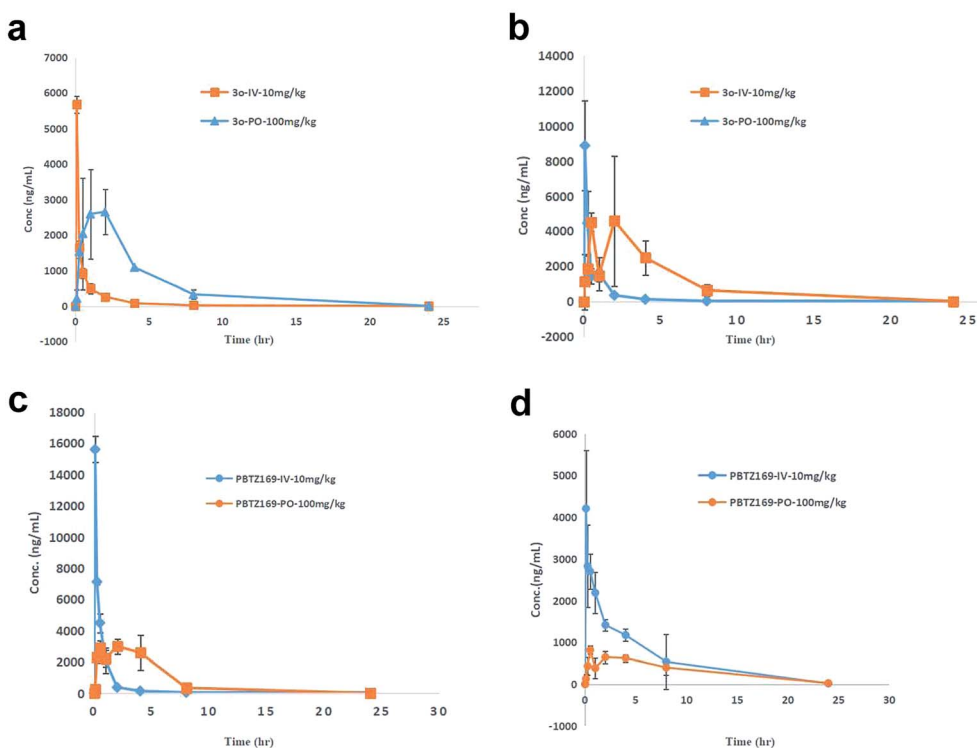 a
7000
6000
5000
4000
3000
2000
1000
0
-1000
Conc (ng/mL)
3o-IV-10mg/kg
3o-PO-100mg/kg
0 5 10 15 20 25
Time (hr)
b
14000
12000
10000
8000
6000
4000
2000
0
-2000
Conc (ng/mL)
3o-IV-10mg/kg
3o-PO-100mg/kg
0 5 10 15 20 25
Time (hr)
c
18000
16000
14000
12000
10000
8000
6000
4000
2000
0
Conc. (ng/mL)
PBTZ169-IV-10mg/kg
PBTZ169-PO-100mg/kg
0 5 10 15 20 25 30
Time (hr)
d
6000
5000
4000
3000
2000
1000
0
-1000
Conc.(ng/mL)
PBTZ169-IV-10mg/kg
PBTZ169-PO-100mg/kg
0 5 10 15 20 25 30
Time (hr)